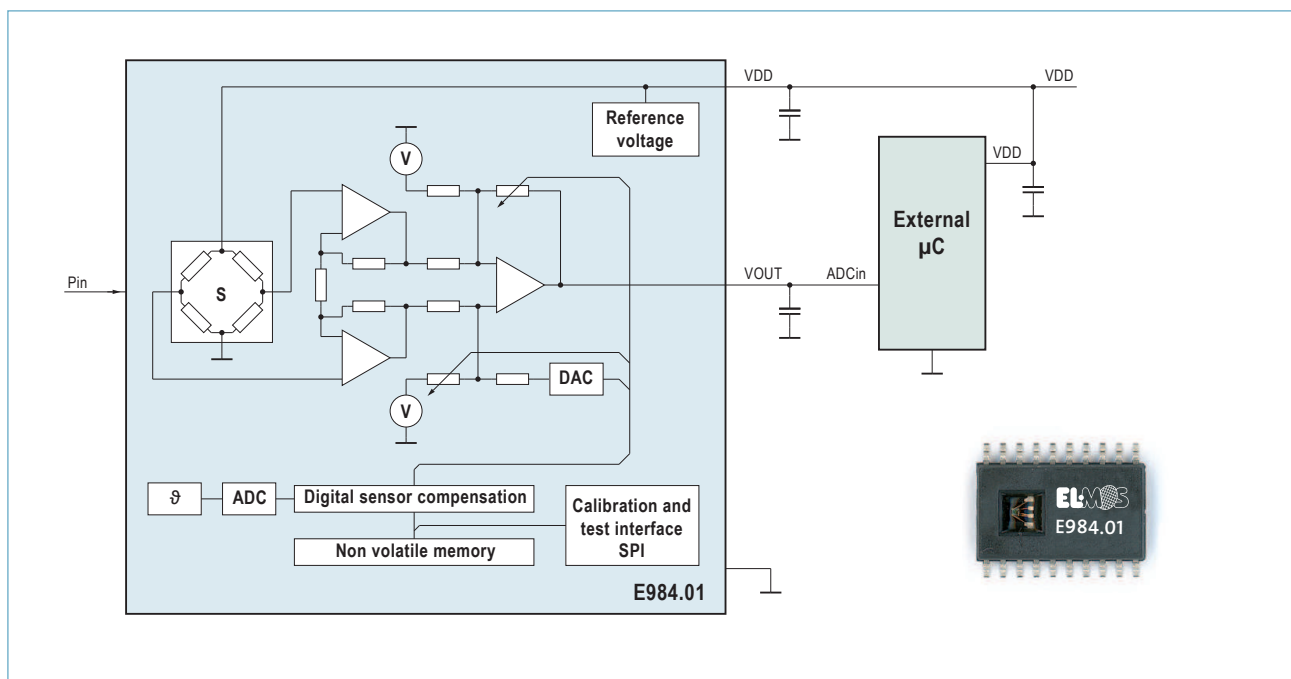 VDD
VDD
Reference
voltage
V
VDD
External
µC
Pin
S
VOUT
ADCin
DAC
V
ϑ
ADC
Digital sensor compensation
Calibration and
test interface
SPI
Non volatile memory
E984.01
ELMOS
E984.01